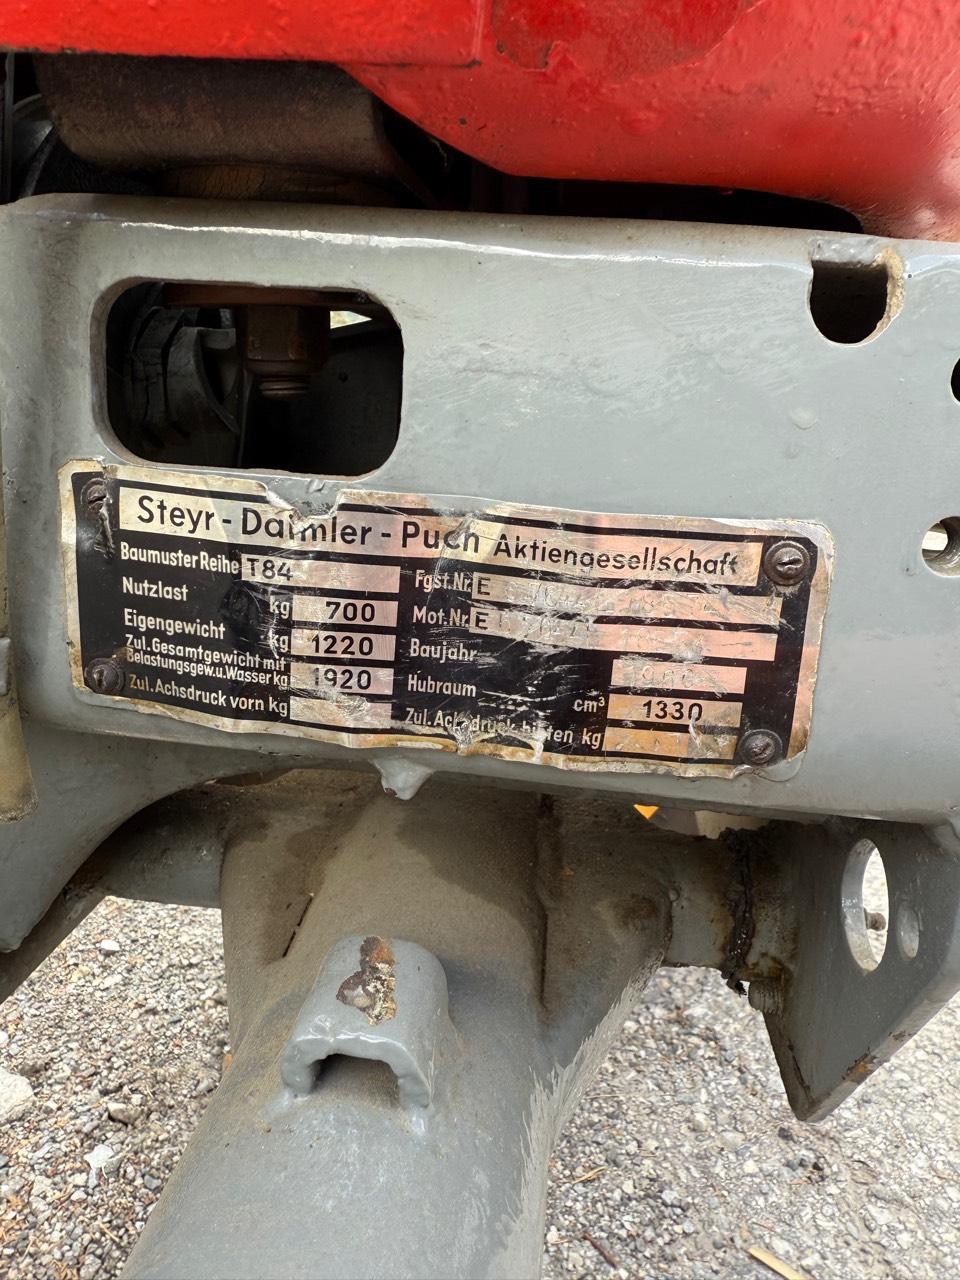 Steyr-Daimler-Puch Aktiengesellschaft
Baumuster Reihe T84
Nutzlast kg 700
Eigengewicht kg 1220
Zul. Gesamtgewicht mit
Belastungsgew. u. Wasser kg 1920
Zul. Achsdruck vorn kg
Fgst. Nr. E
Mot. Nr. E
Baujahr
Hubraum cm³ 1330
Zul. Achsdruck hinten kg